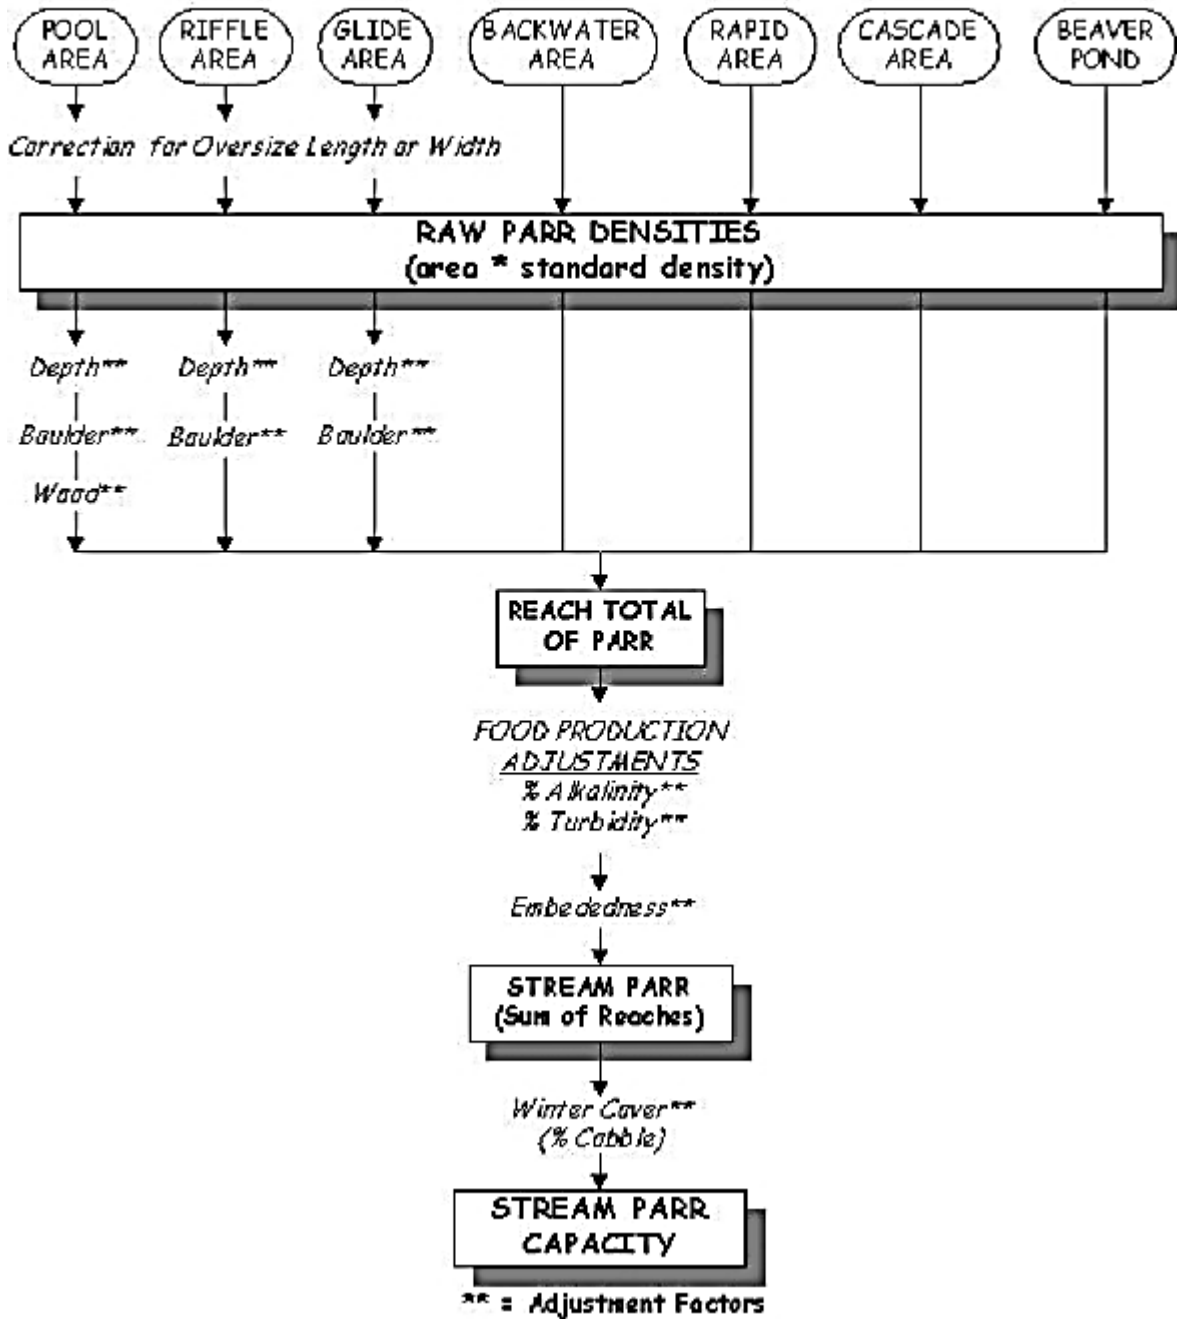 POOL AREA
RIFFLE AREA
GLIDE AREA
BACKWATER AREA
RAPID AREA
CASCADE AREA
BEAVER POND
Correction for Oversize Length or Width
RAW PARR DENSITIES
(area * standard density)
Depth** Depth** Depth**
Boulder** Boulder** Boulder**
Wood**
REACH TOTAL
OF PARR
FOOD PRODUCTION
ADJUSTMENTS
% Alkalinity**
% Turbidity**
Embededness**
STREAM PARR
(Sum of Reaches)
Winter Cover**
(% Cobble)
STREAM PARR
CAPACITY
** = Adjustment Factors